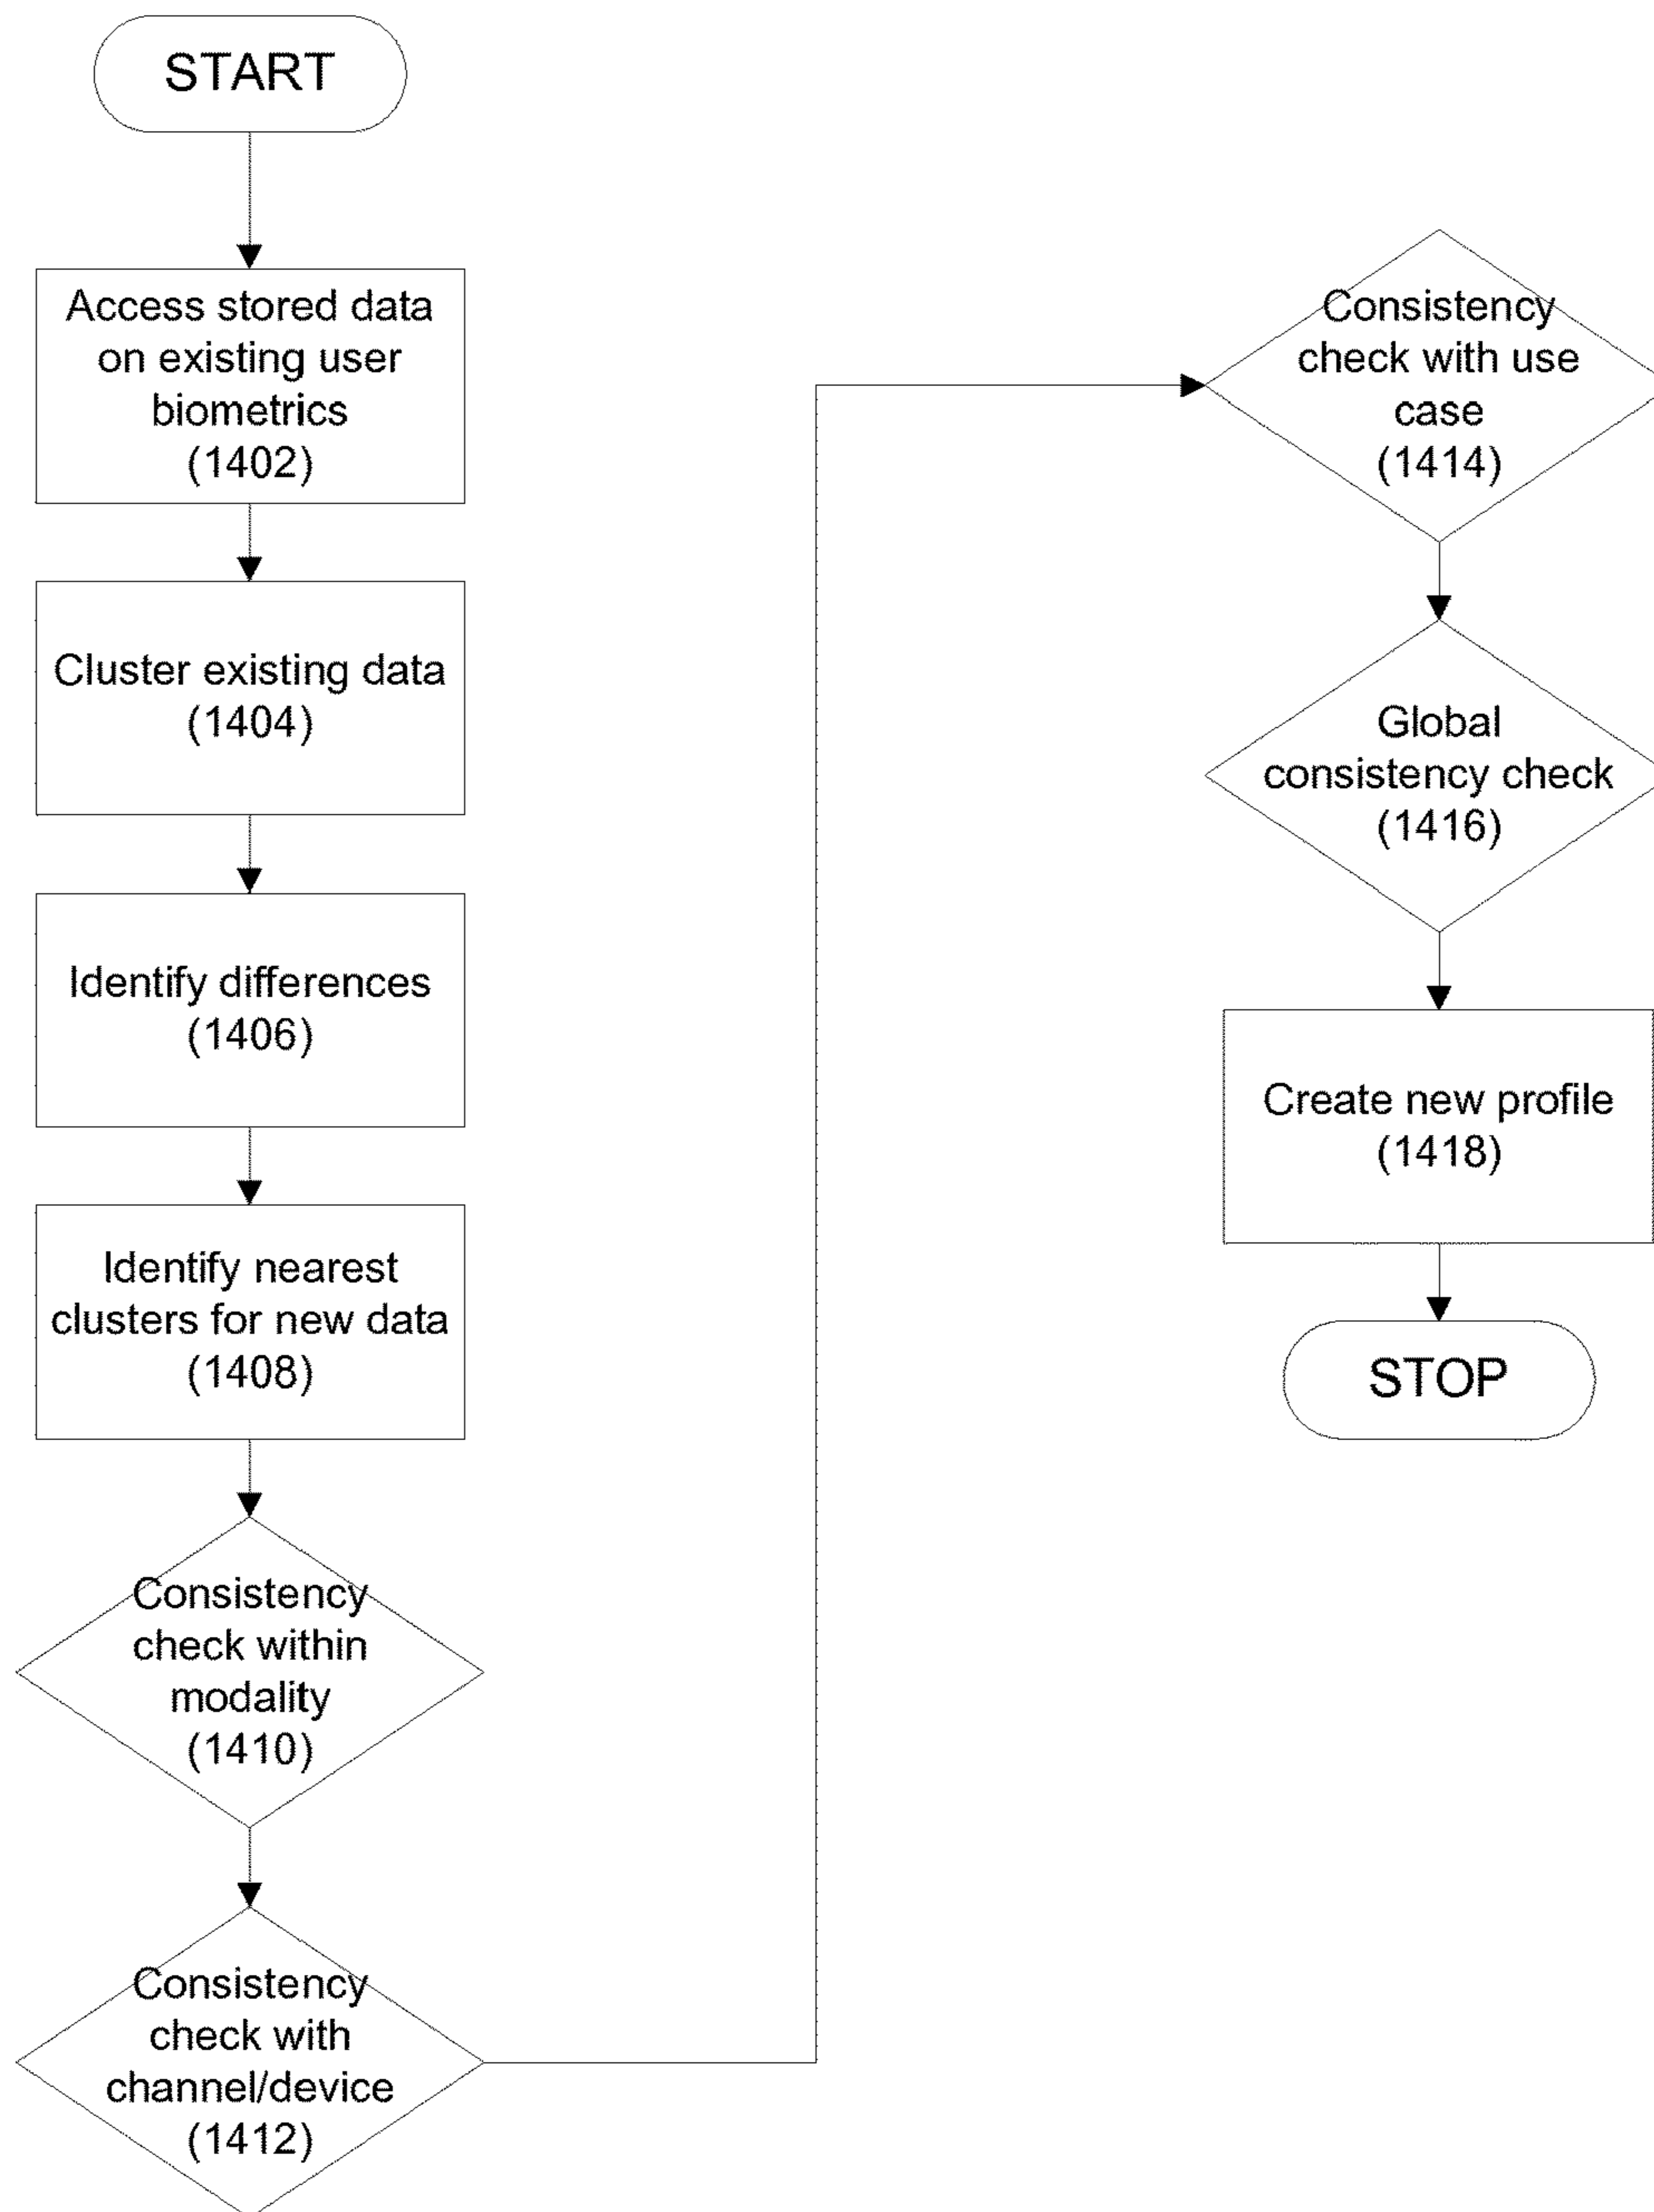 START
Access stored data
on existing user
biometrics
(1402)
Cluster existing data
(1404)
Identify differences
(1406)
Identify nearest
clusters for new data
(1408)
Consistency
check within
modality
(1410)
Consistency
check with
channel/device
(1412)
Consistency
check with use
case
(1414)
Global
consistency check
(1416)
Create new profile
(1418)
STOP